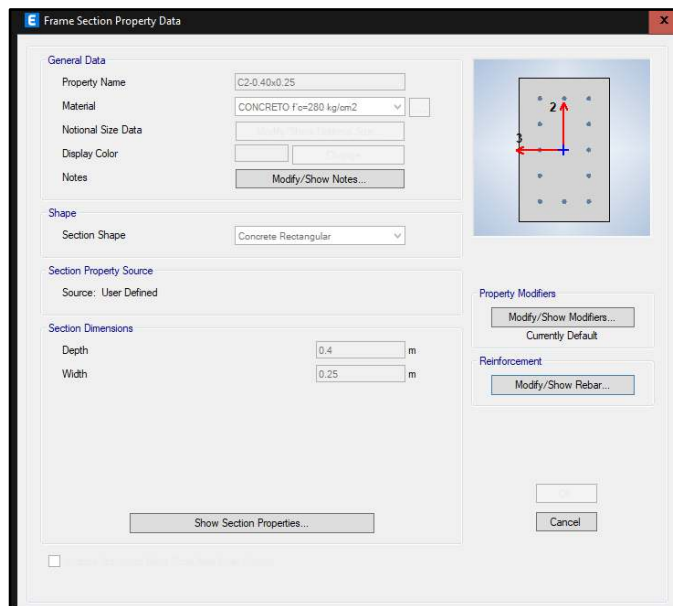 E Frame Section Property Data X
General Data
Property Name C2-0.40x0.25
Material CONCRETO f'c=280 kg/cm2
Notional Size Data
Display Color Change...
Notes Modify/Show Notes...
Shape
Section Shape Concrete Rectangular
Section Property Source
Source: User Defined
Section Dimensions
Depth 0.4 m
Width 0.25 m
Show Section Properties...
2
3
Property Modifiers
Modify/Show Modifiers...
Currently Default
Reinforcement
Modify/Show Rebar...
OK
Cancel